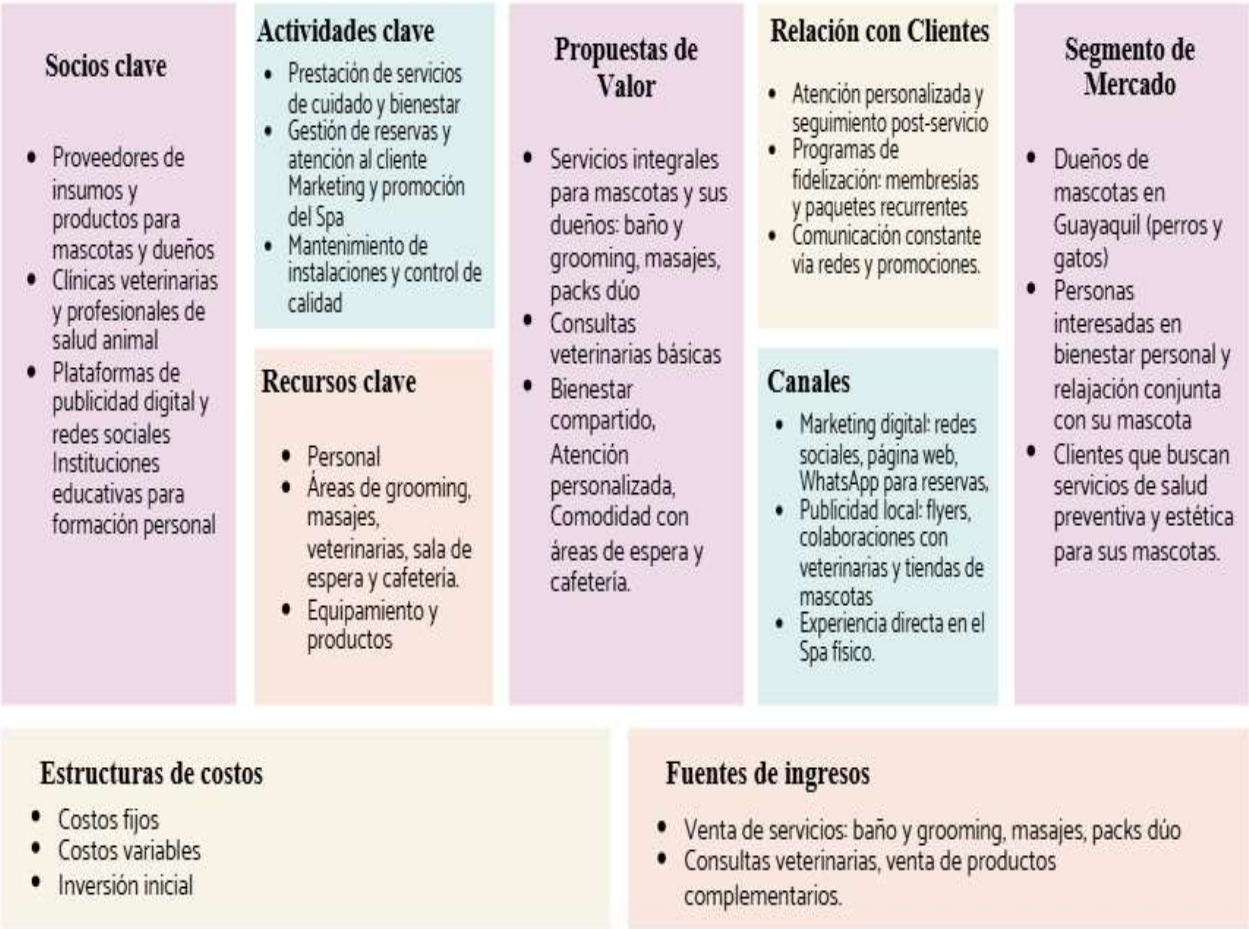 Socios clave
• Proveedores de
insumos y
productos para
mascotas y dueños
• Clínicas veterinarias
y profesionales de
salud animal
• Plataformas de
publicidad digital y
redes sociales
Instituciones
educativas para
formación personal
Actividades clave
• Prestación de servicios
de cuidado y bienestar
• Gestión de reservas y
atención al cliente
Marketing y promoción
del Spa
• Mantenimiento de
instalaciones y control de
calidad
Recursos clave
• Personal
• Áreas de grooming,
masajes,
veterinarias, sala de
espera y cafetería.
• Equipamiento y
productos
Propuestas de
Valor
• Servicios integrales
para mascotas y sus
dueños: baño y
grooming, masajes,
packs dúo
• Consultas
veterinarias básicas
• Bienestar
compartido,
Atención
personalizada,
Comodidad con
áreas de espera y
cafetería.
Relación con Clientes
• Atención personalizada y
seguimiento post-servicio
• Programas de
fidelización: membresías
y paquetes recurrentes
• Comunicación constante
vía redes y promociones.
Canales
• Marketing digital: redes
sociales, página web,
WhatsApp para reservas,
• Publicidad local: flyers,
colaboraciones con
veterinarias y tiendas de
mascotas
• Experiencia directa en el
Spa físico.
Segmento de
Mercado
• Dueños de
mascotas en
Guayaquil (perros y
gatos)
• Personas
interesadas en
bienestar personal y
relajación conjunta
con su mascota
• Clientes que buscan
servicios de salud
preventiva y estética
para sus mascotas.
Estructuras de costos
• Costos fijos
• Costos variables
• Inversión inicial
Fuentes de ingresos
• Venta de servicios: baño y grooming, masajes, packs dúo
• Consultas veterinarias, venta de productos
complementarios.